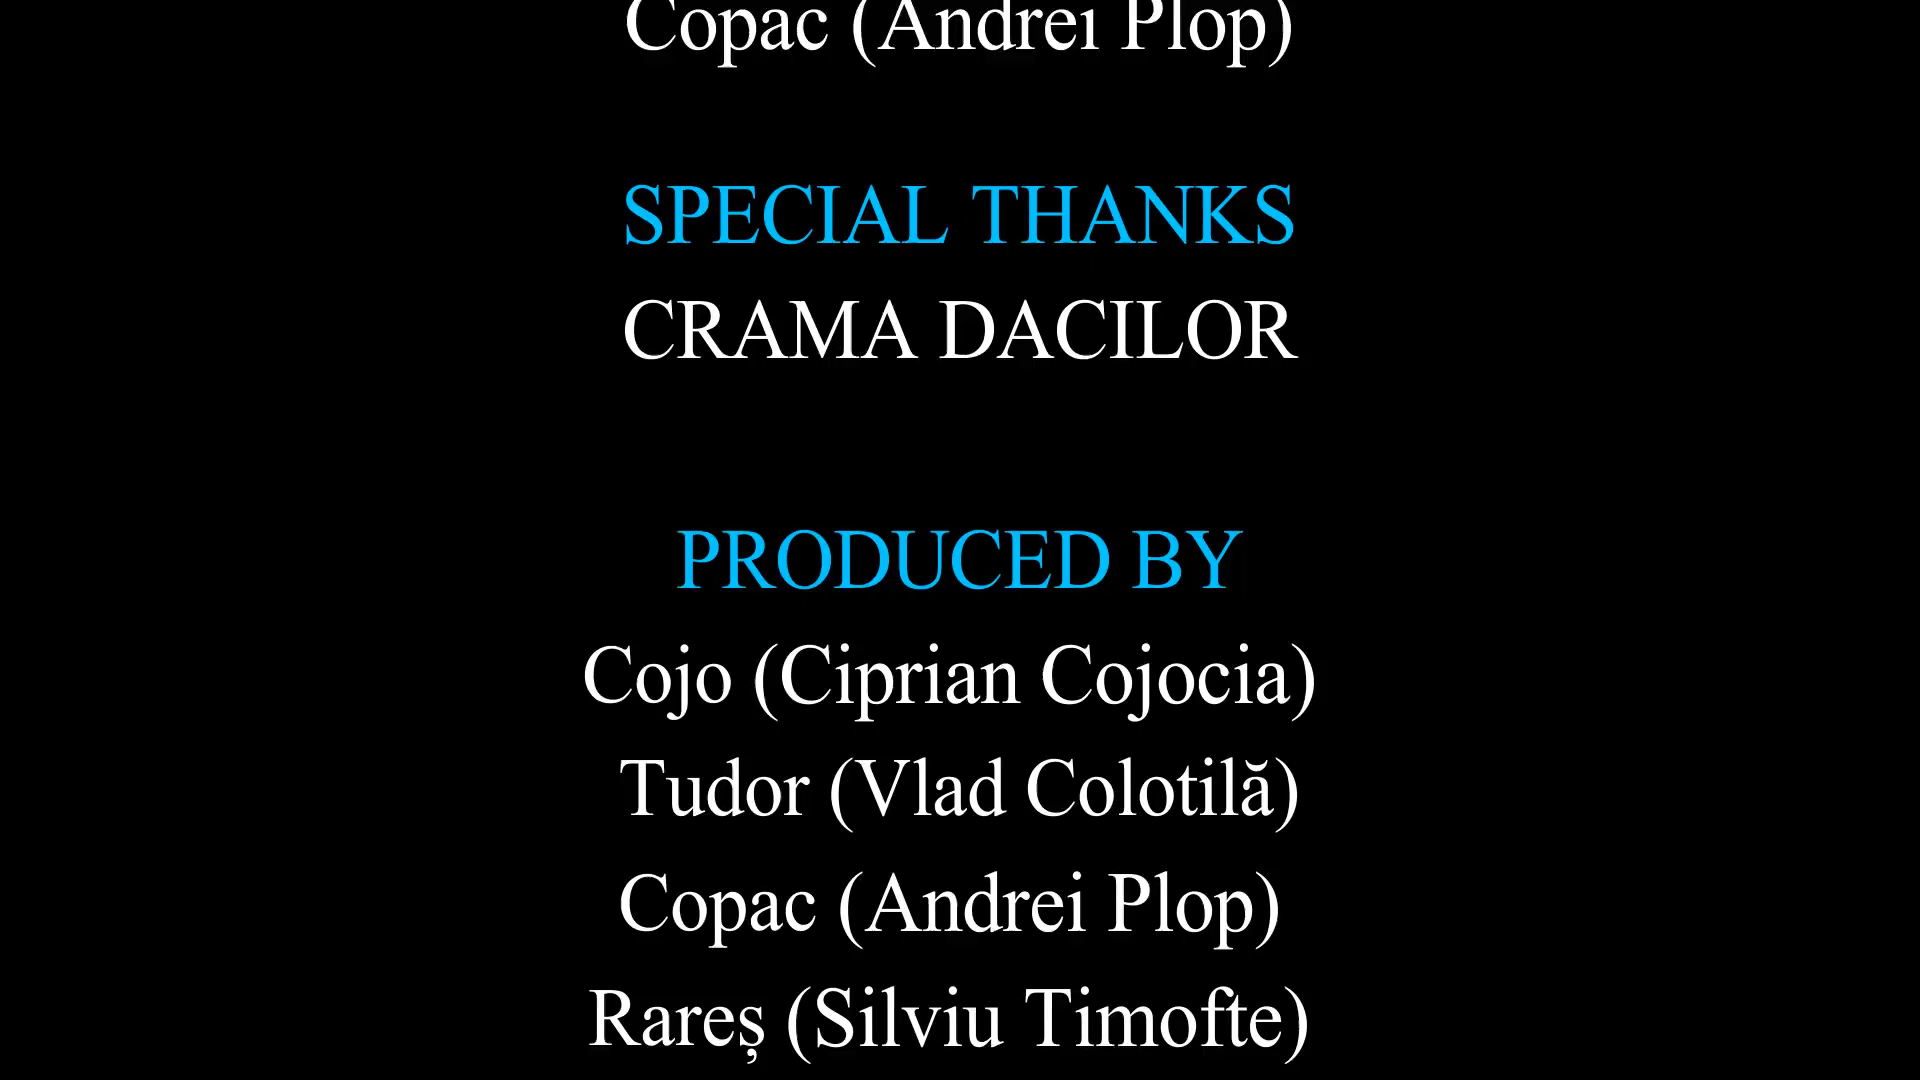 Copac (Andrei Plop)
SPECIAL THANKS
CRAMA DACILOR
PRODUCED BY
Cojo (Ciprian Cojocia)
Tudor (Vlad Colotilă)
Copac (Andrei Plop)
Rareș (Silviu Timofte)